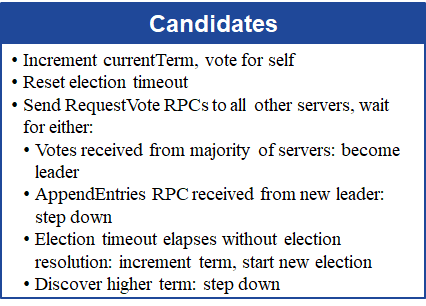 Candidates
• Increment currentTerm, vote for self
• Reset election timeout
• Send RequestVote RPCs to all other servers, wait
for either:
• Votes received from majority of servers: become
leader
• AppendEntries RPC received from new leader:
step down
• Election timeout elapses without election
resolution: increment term, start new election
• Discover higher term: step down